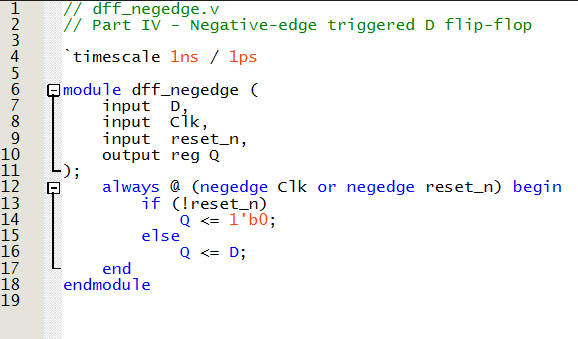 1 // dff_negedge.v
2 // Part IV - Negative-edge triggered D flip-flop
3
4 `timescale 1ns / 1ps
5
6 module dff_negedge (
7     input  D,
8     input  Clk,
9     input  reset_n,
10     output reg Q
11 );
12     always @ (negedge Clk or negedge reset_n) begin
13         if (!reset_n)
14             Q <= 1'b0;
15         else
16             Q <= D;
17     end
18 endmodule
19